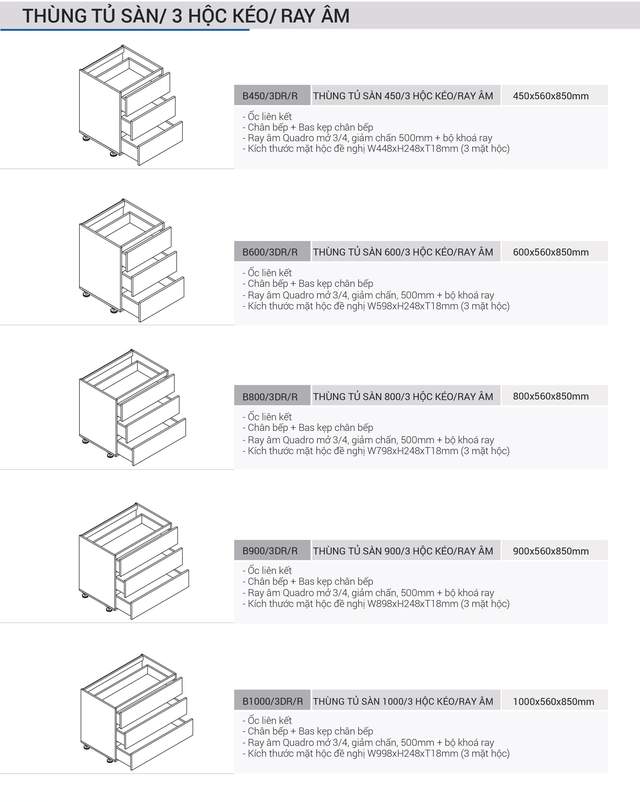 THÙNG TỦ SÀN/ 3 HỘC KÉO/ RAY ÂM
B450/3DR/R THÙNG TỦ SÀN 450/3 HỘC KÉO/RAY ÂM 450x560x850mm
- Ốc liên kết
- Chân bếp + Bas kẹp chân bếp
- Ray âm Quadro mở 3/4, giảm chấn 500mm + bộ khoá ray
- Kích thước mặt hộc đề nghị W448xH248xT18mm (3 mặt hộc)
B600/3DR/R THÙNG TỦ SÀN 600/3 HỘC KÉO/RAY ÂM 600x560x850mm
- Ốc liên kết
- Chân bếp + Bas kẹp chân bếp
- Ray âm Quadro mở 3/4, giảm chấn, 500mm + bộ khoá ray
- Kích thước mặt hộc đề nghị W598xH248xT18mm (3 mặt hộc)
B800/3DR/R THÙNG TỦ SÀN 800/3 HỘC KÉO/RAY ÂM 800x560x850mm
- Ốc liên kết
- Chân bếp + Bas kẹp chân bếp
- Ray âm Quadro mở 3/4, giảm chấn, 500mm + bộ khoá ray
- Kích thước mặt hộc đề nghị W798xH248xT18mm (3 mặt hộc)
B900/3DR/R THÙNG TỦ SÀN 900/3 HỘC KÉO/RAY ÂM 900x560x850mm
- Ốc liên kết
- Chân bếp + Bas kẹp chân bếp
- Ray âm Quadro mở 3/4, giảm chấn, 500mm + bộ khoá ray
- Kích thước mặt hộc đề nghị W898xH248xT18mm (3 mặt hộc)
B1000/3DR/R THÙNG TỦ SÀN 1000/3 HỘC KÉO/RAY ÂM 1000x560x850mm
- Ốc liên kết
- Chân bếp + Bas kẹp chân bếp
- Ray âm Quadro mở 3/4, giảm chấn, 500mm + bộ khoá ray
- Kích thước mặt hộc đề nghị W998xH248xT18mm (3 mặt hộc)